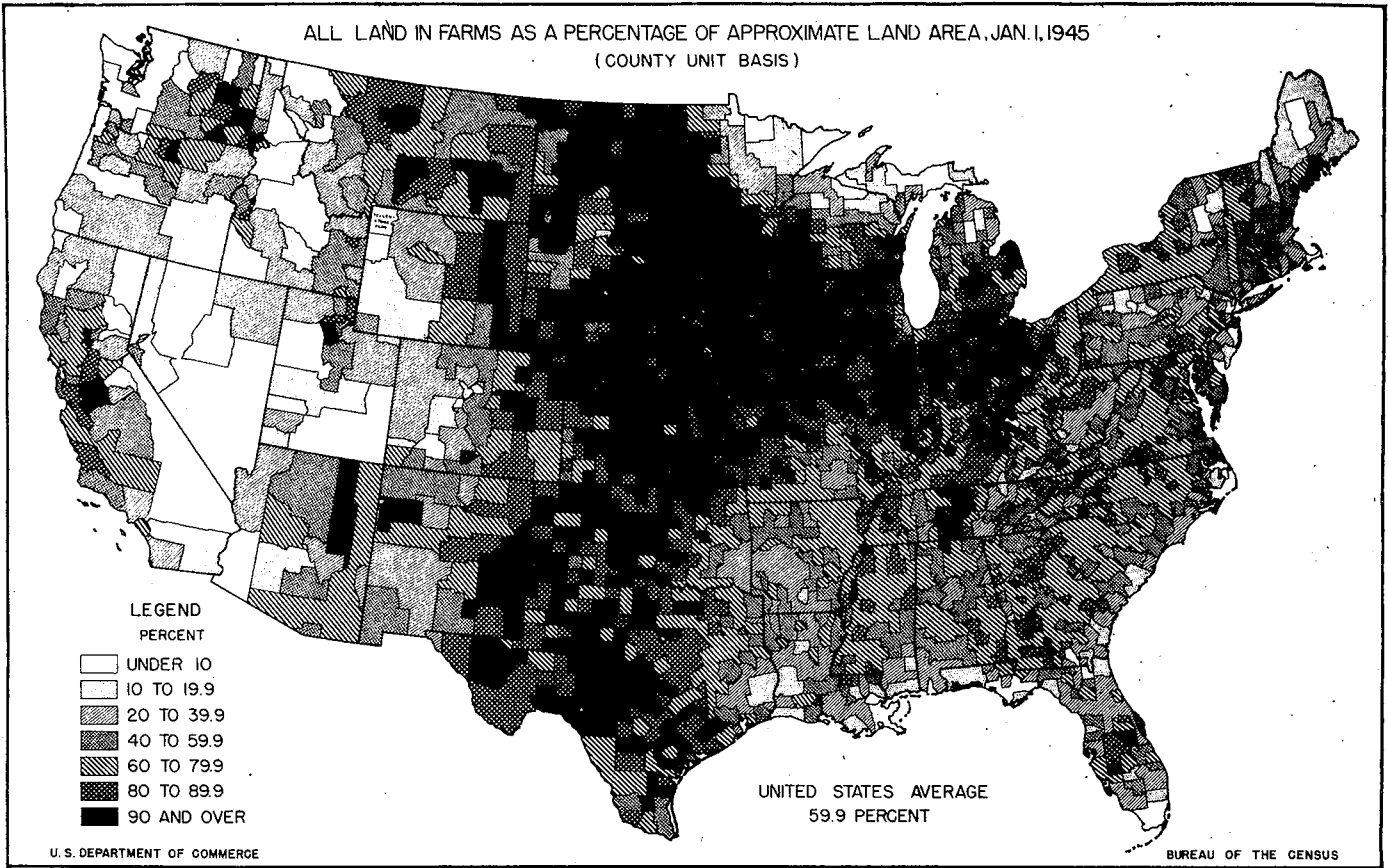 ALL LAND IN FARMS AS A PERCENTAGE OF APPROXIMATE LAND AREA, JAN. 1, 1945
(COUNTY UNIT BASIS)
LEGEND
PERCENT
UNDER 10
10 TO 19.9
20 TO 39.9
40 TO 59.9
60 TO 79.9
80 TO 89.9
90 AND OVER
UNITED STATES AVERAGE
59.9 PERCENT
U. S. DEPARTMENT OF COMMERCE
BUREAU OF THE CENSUS